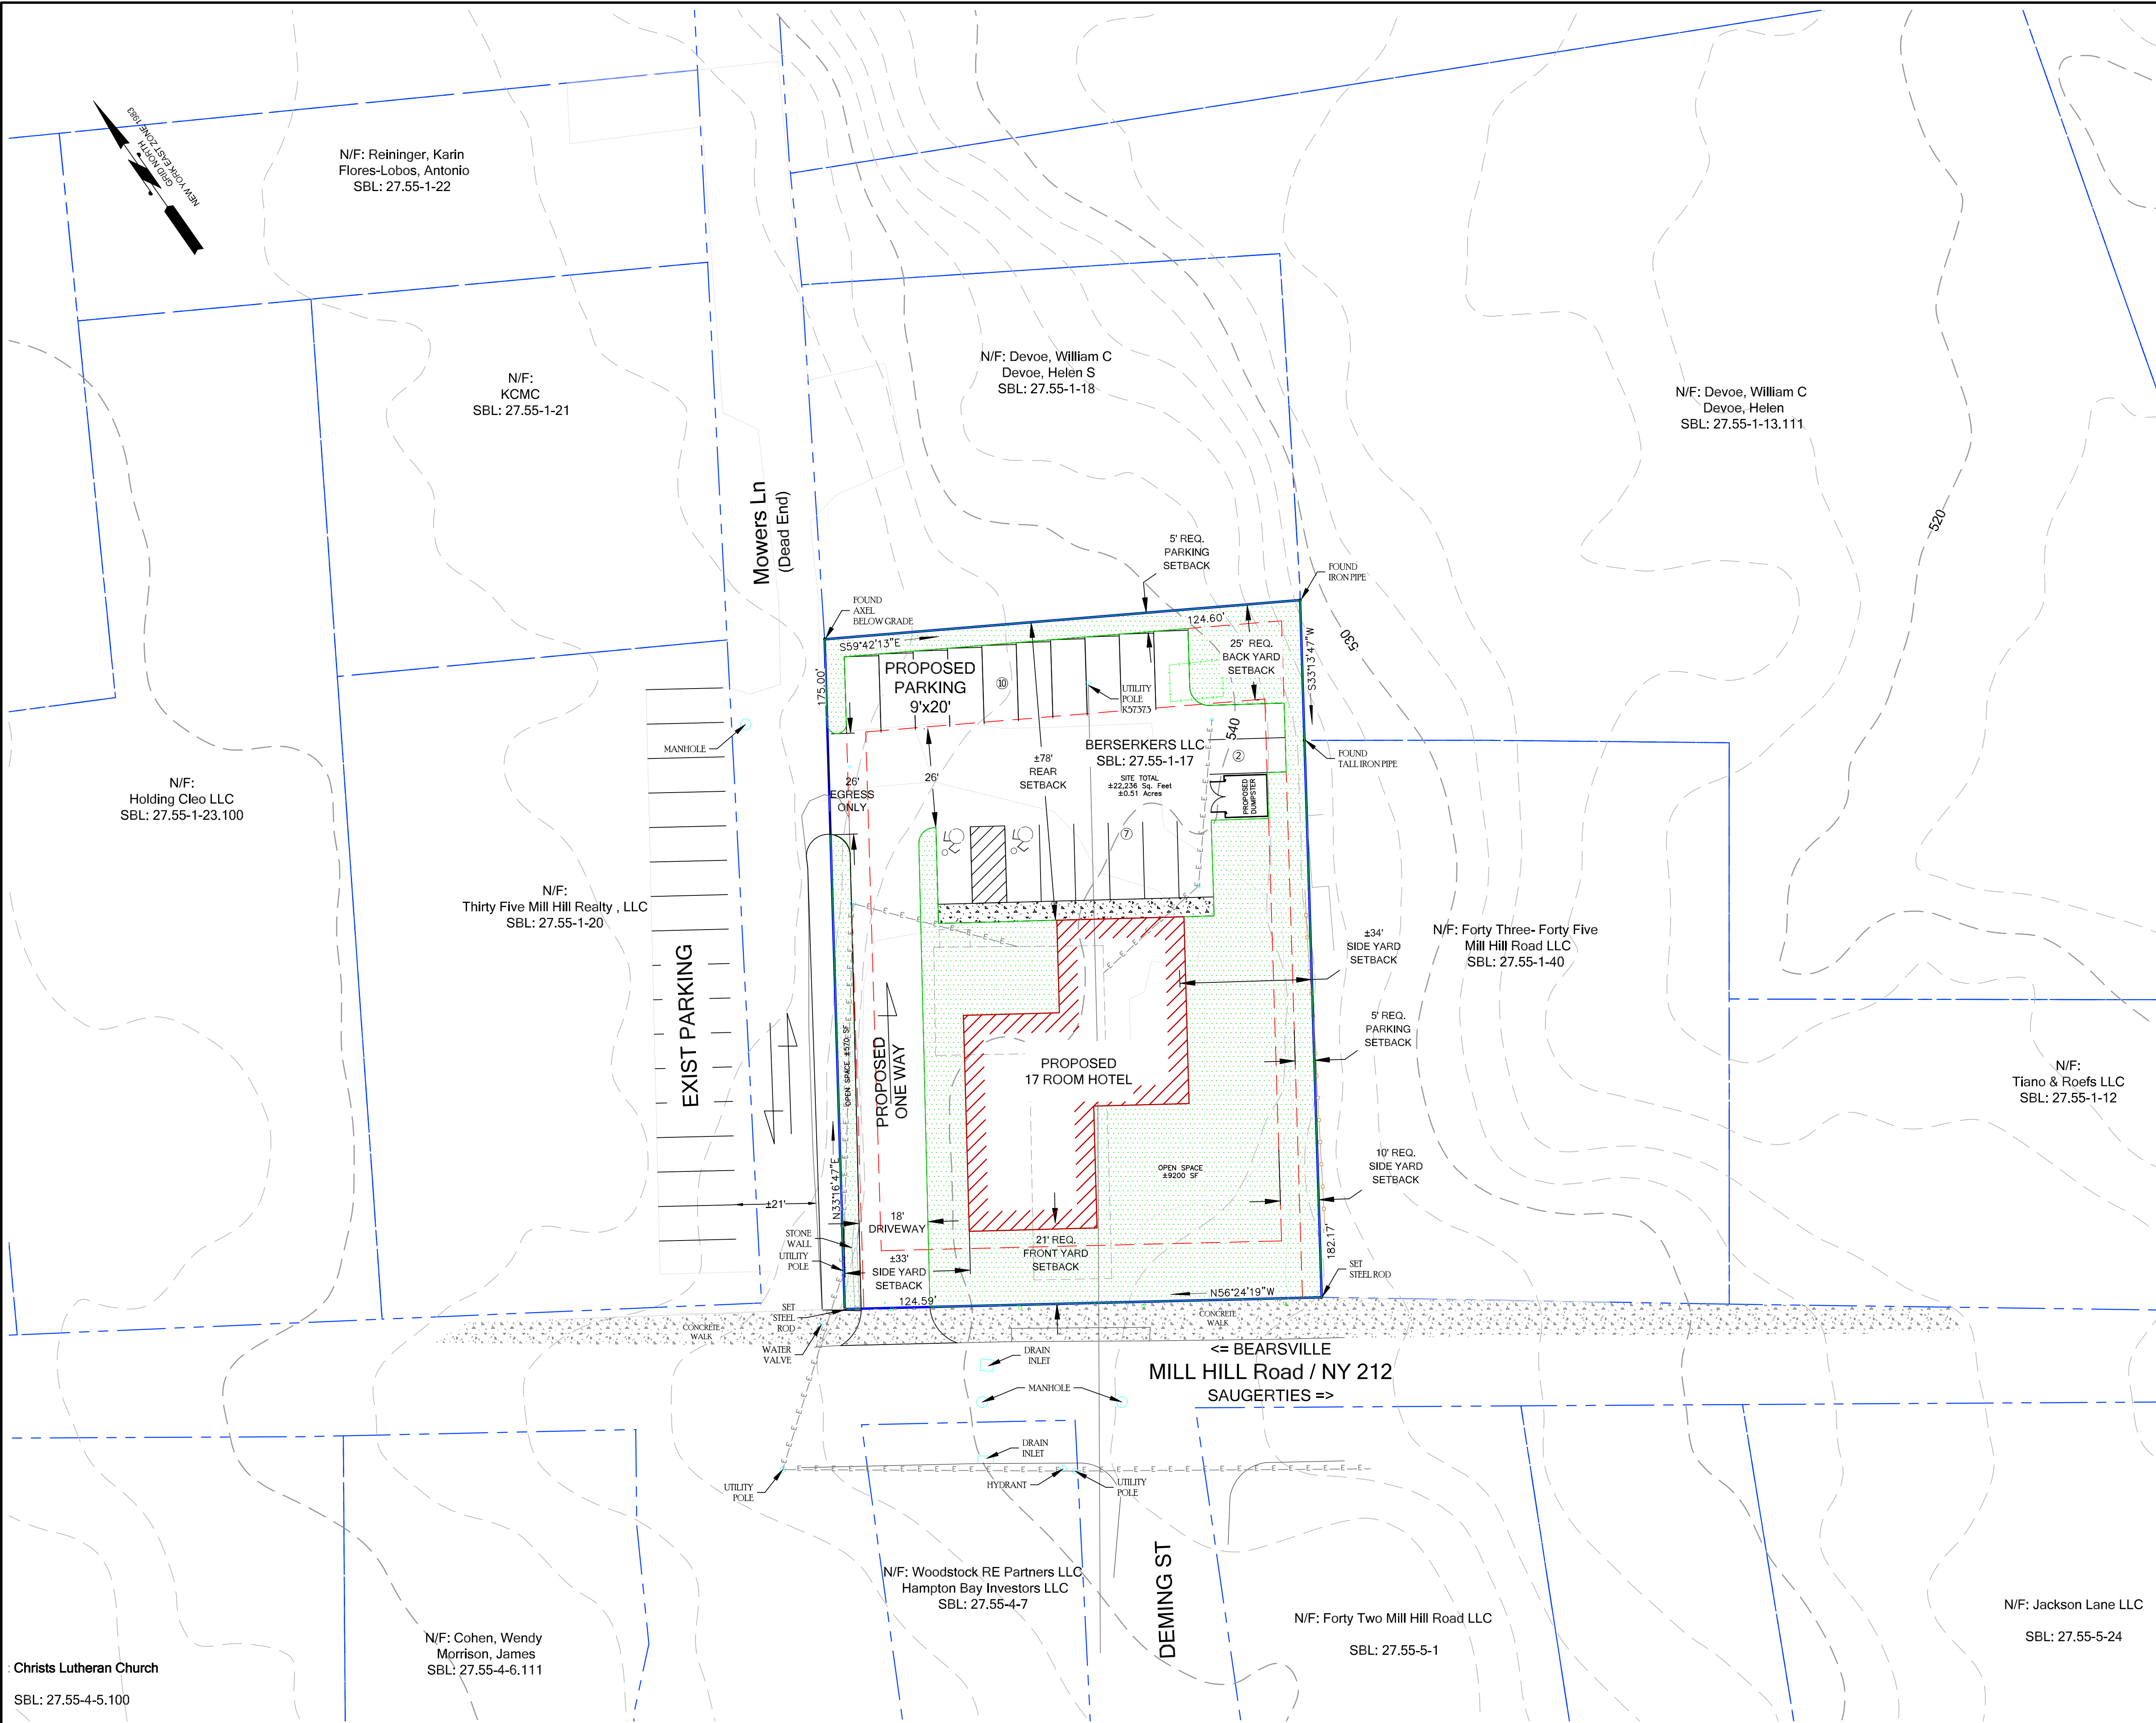 NEW YORK EAST ZONE 1983
GRID NORTH
N/F: Reininger, Karin
Flores-Lobos, Antonio
SBL: 27.55-1-22
N/F:
KCMC
SBL: 27.55-1-21
N/F: Devoe, William C
Devoe, Helen S
SBL: 27.55-1-18
N/F: Devoe, William C
Devoe, Helen
SBL: 27.55-1-13.111
Mowers Ln
(Dead End)
520
530
5' REQ.
PARKING
SETBACK
FOUND
IRON PIPE
FOUND
AXEL
BELOW GRADE
S59°42'13"E
124.60'
175.00'
S33°13'47"W
PROPOSED
PARKING
9'x20'
⑩
25' REQ.
BACK YARD
SETBACK
UTILITY
POLE
K37373
540
MANHOLE
BERSERKERS LLC
SBL: 27.55-1-17
SITE TOTAL
±22,236 Sq. Feet
±0.51 Acres
②
FOUND
TALL IRON PIPE
±78'
REAR
SETBACK
26'
EGRESS
ONLY
26'
PROPOSED
DUMPSTER
⑦
N/F:
Holding Cleo LLC
SBL: 27.55-1-23.100
N/F:
Thirty Five Mill Hill Realty , LLC
SBL: 27.55-1-20
EXIST PARKING
±34'
SIDE YARD
SETBACK
N/F: Forty Three- Forty Five
Mill Hill Road LLC
SBL: 27.55-1-40
5' REQ.
PARKING
SETBACK
OPEN SPACE ±570 SF
PROPOSED
ONE WAY
PROPOSED
17 ROOM HOTEL
N/F:
Tiano & Roefs LLC
SBL: 27.55-1-12
N33°16'47"E
OPEN SPACE
±9200 SF
10' REQ.
SIDE YARD
SETBACK
±21'
18'
DRIVEWAY
STONE
WALL
UTILITY
POLE
±33'
SIDE YARD
SETBACK
21' REQ.
FRONT YARD
SETBACK
182.17'
SET
STEEL ROD
124.59'
N56°24'19"W
SET
STEEL
ROD
CONCRETE
WALK
CONCRETE
WALK
WATER
VALVE
DRAIN
INLET
<= BEARSVILLE
MILL HILL Road / NY 212
SAUGERTIES =>
MANHOLE
DRAIN
INLET
UTILITY
POLE
HYDRANT
UTILITY
POLE
DEMING ST
N/F: Woodstock RE Partners LLC
Hampton Bay Investors LLC
SBL: 27.55-4-7
N/F: Forty Two Mill Hill Road LLC
SBL: 27.55-5-1
N/F: Jackson Lane LLC
SBL: 27.55-5-24
N/F: Cohen, Wendy
Morrison, James
SBL: 27.55-4-6.111
: Christs Lutheran Church
SBL: 27.55-4-5.100